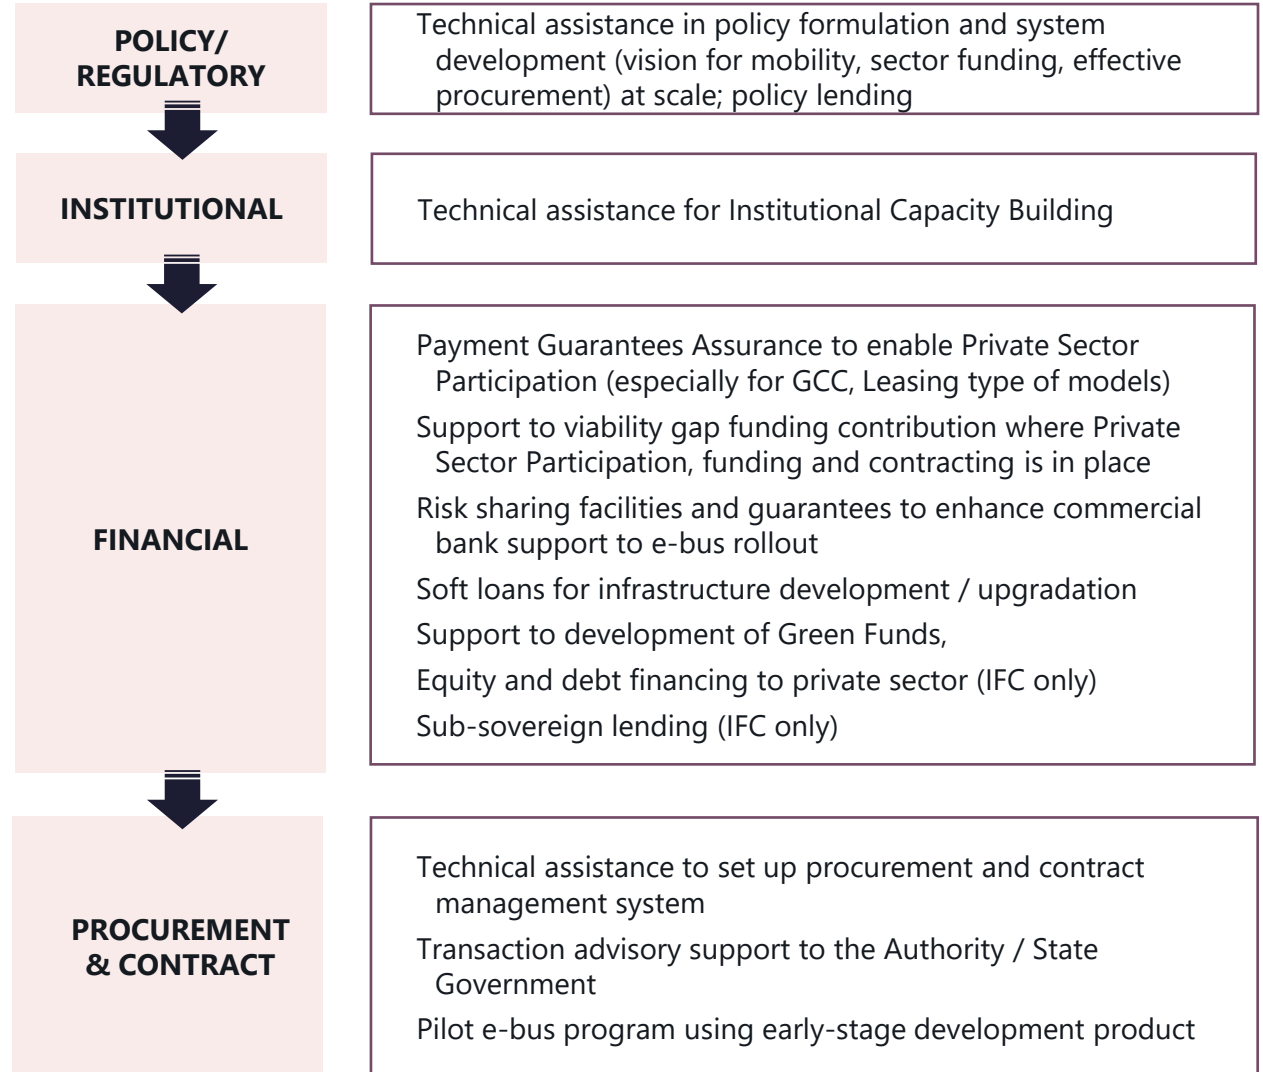 POLICY/
REGULATORY
Technical assistance in policy formulation and system
development (vision for mobility, sector funding, effective
procurement) at scale; policy lending
INSTITUTIONAL
Technical assistance for Institutional Capacity Building
FINANCIAL
Payment Guarantees Assurance to enable Private Sector
Participation (especially for GCC, Leasing type of models)
Support to viability gap funding contribution where Private
Sector Participation, funding and contracting is in place
Risk sharing facilities and guarantees to enhance commercial
bank support to e-bus rollout
Soft loans for infrastructure development / upgradation
Support to development of Green Funds,
Equity and debt financing to private sector (IFC only)
Sub-sovereign lending (IFC only)
PROCUREMENT
& CONTRACT
Technical assistance to set up procurement and contract
management system
Transaction advisory support to the Authority / State
Government
Pilot e-bus program using early-stage development product